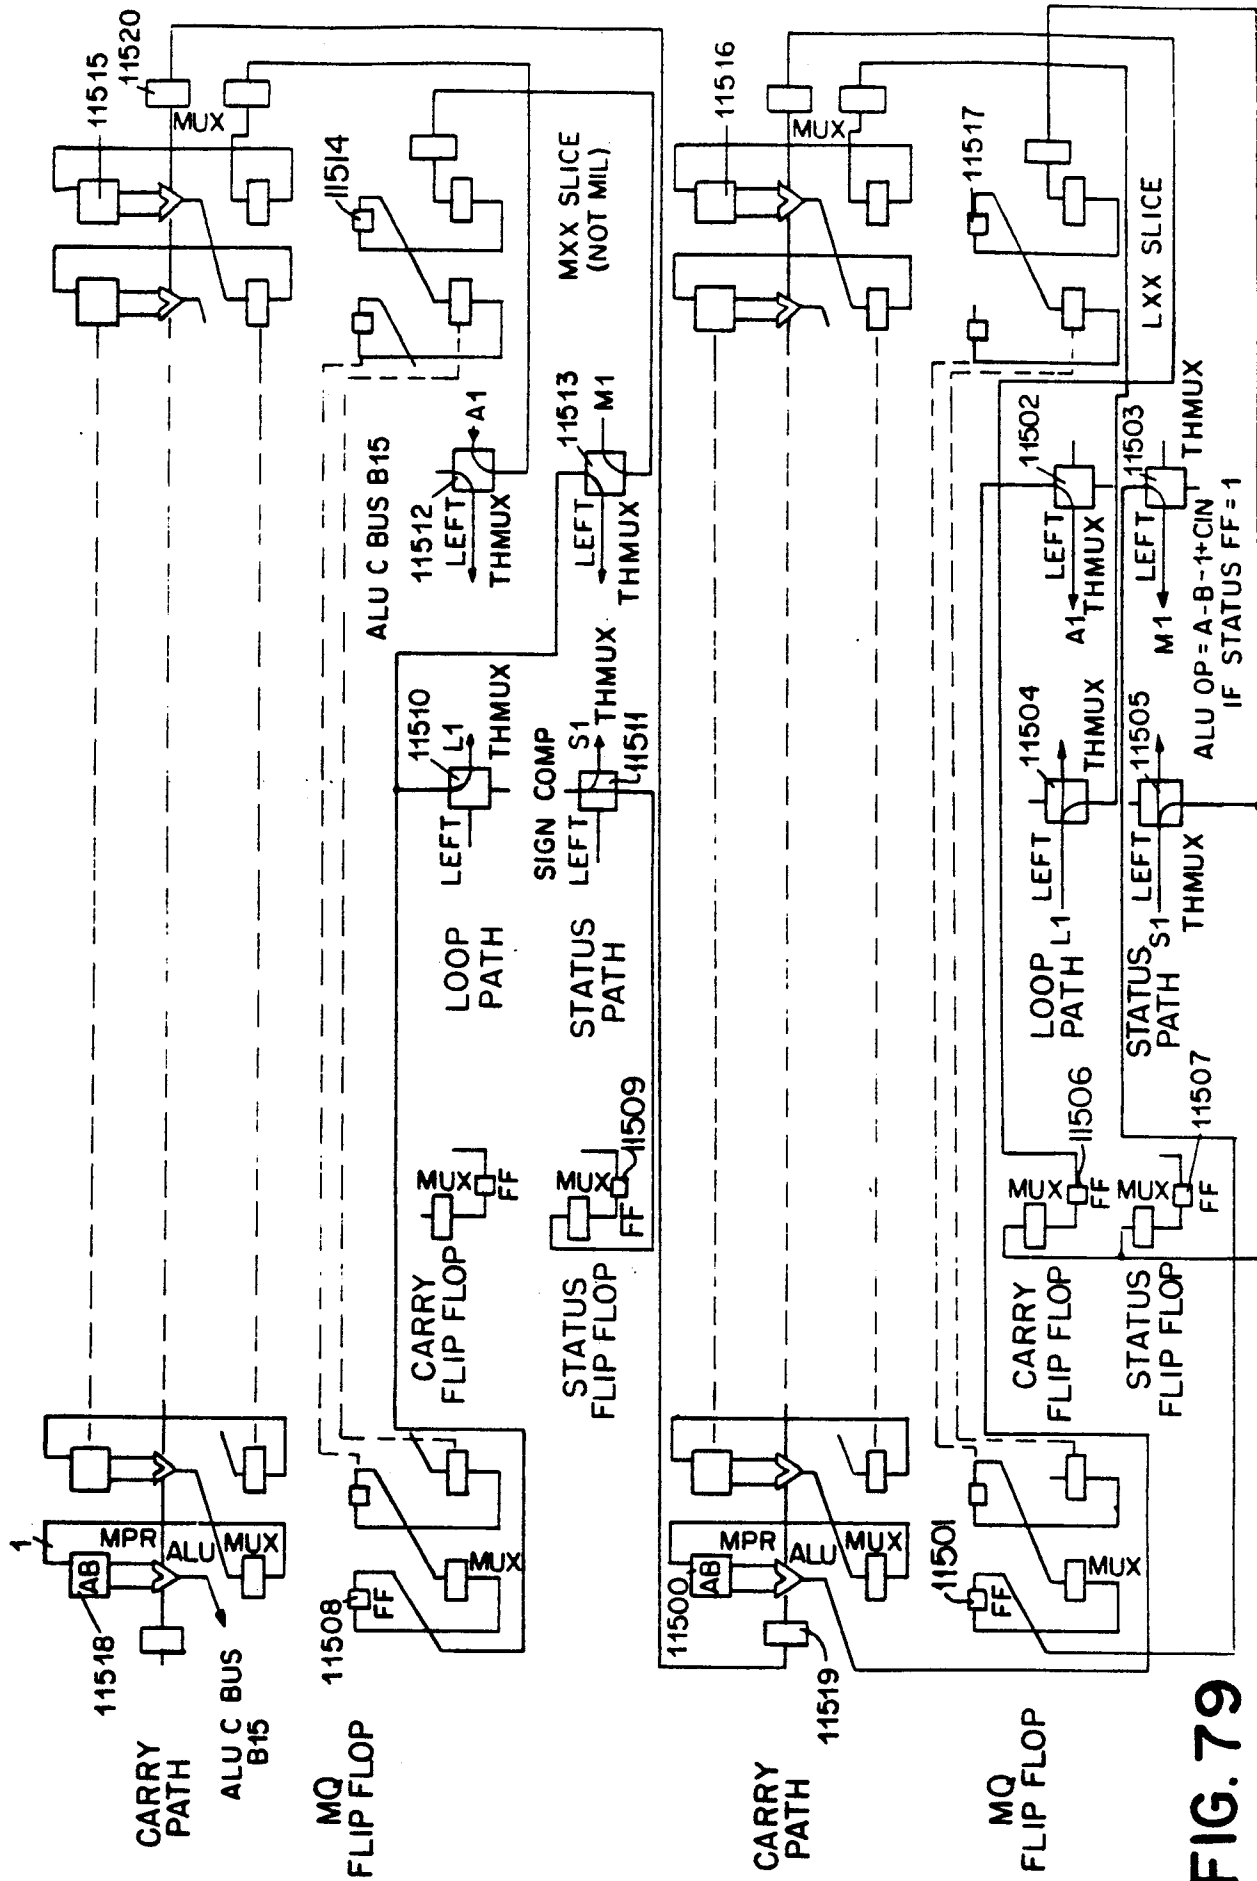 1
11518
AB
MPR
ALU
MUX
11515
11520
MUX
CARRY
PATH
ALU C BUS
B15
MQ
FLIP FLOP
11508
FF
MUX
CARRY
FLIP FLOP
MUX
FF
STATUS
FLIP FLOP
MUX
FF
11509
LOOP
PATH
LEFT
11510
L1
THMUX
STATUS
PATH
SIGN COMP
LEFT
S1
THMUX
11511
ALU C BUS B15
11512
LEFT
A1
THMUX
11513
LEFT
M1
THMUX
11514
MXX SLICE
(NOT MIL)
CARRY
PATH
11500
AB
MPR
ALU
MUX
11519
11516
MUX
MQ
FLIP FLOP
11501
FF
MUX
CARRY
FLIP FLOP
MUX
FF
11506
STATUS
FLIP FLOP
MUX
FF
11507
LOOP
PATH
L1
LEFT
11504
THMUX
STATUS
PATH
S1
LEFT
11505
THMUX
11502
LEFT
A1
THMUX
11503
LEFT
M1
THMUX
ALU OP = A-B-1+CIN
IF STATUS FF = 1
11517
LXX SLICE
FIG. 79